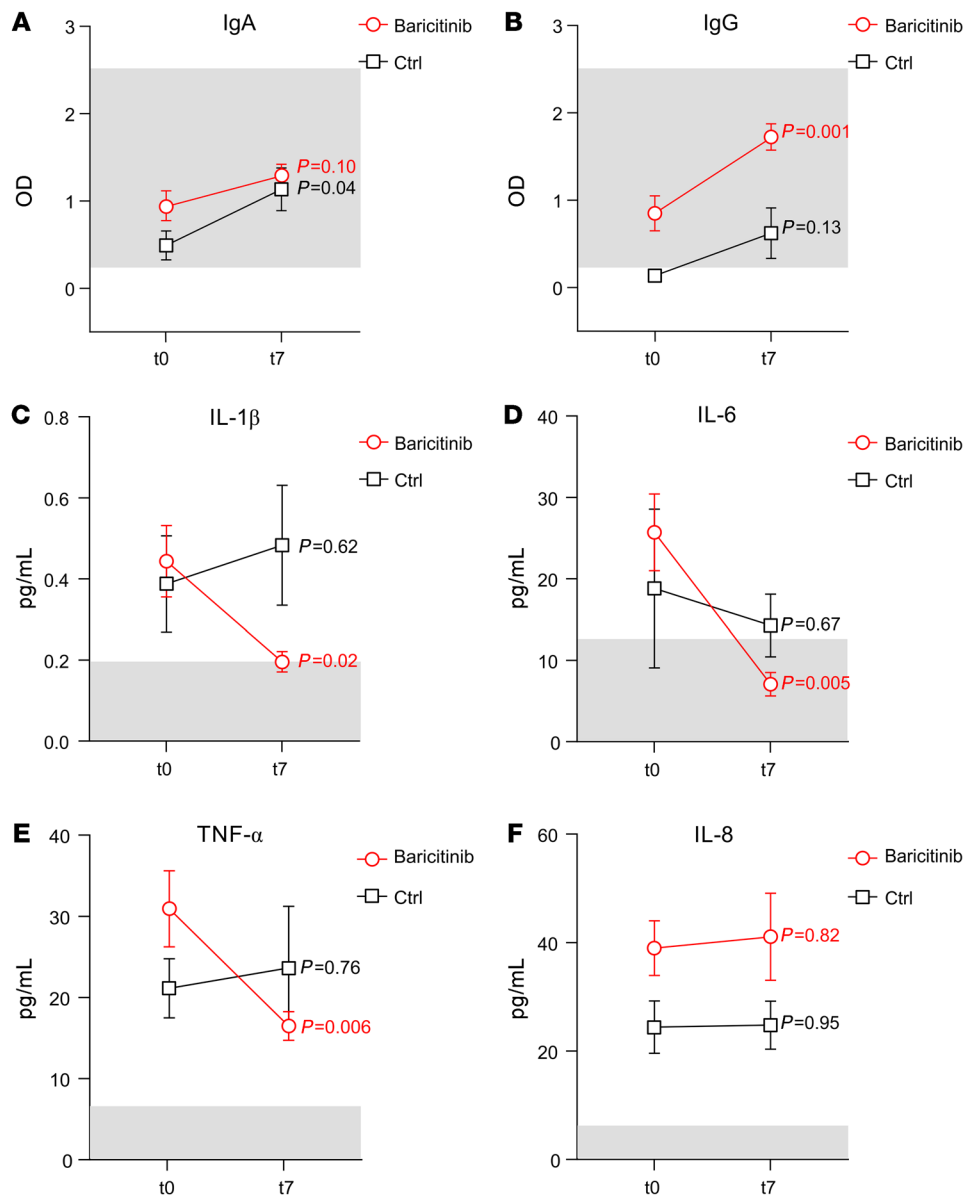 A
IgA
Baricitinib
Ctrl
3
2
1
0
OD
P=0.10
P=0.04
t0
t7
B
IgG
Baricitinib
Ctrl
3
2
1
0
OD
P=0.001
P=0.13
t0
t7
C
IL-1β
Baricitinib
Ctrl
0.8
0.6
0.4
0.2
0.0
pg/mL
P=0.62
P=0.02
t0
t7
D
IL-6
Baricitinib
Ctrl
40
30
20
10
0
pg/mL
P=0.67
P=0.005
t0
t7
E
TNF-α
Baricitinib
Ctrl
40
30
20
10
0
pg/mL
P=0.76
P=0.006
t0
t7
F
IL-8
Baricitinib
Ctrl
60
40
20
0
pg/mL
P=0.82
P=0.95
t0
t7